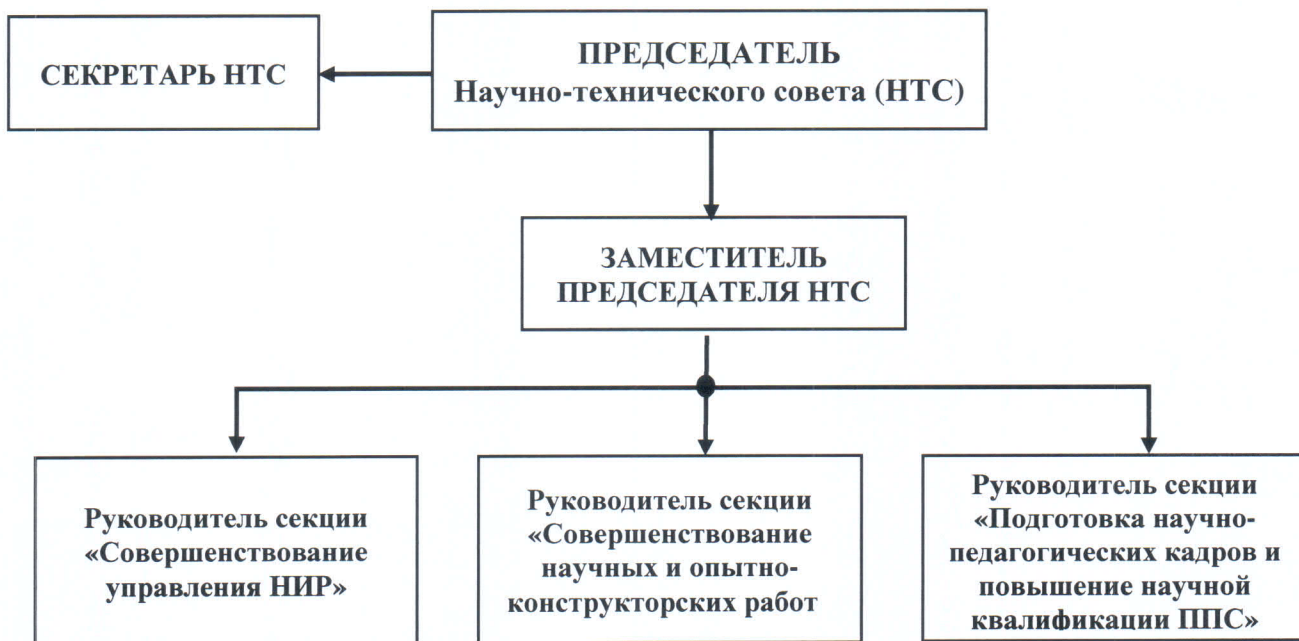 СЕКРЕТАРЬ НТС
ПРЕДСЕДАТЕЛЬ
Научно-технического совета (НТС)
ЗАМЕСТИТЕЛЬ
ПРЕДСЕДАТЕЛЯ НТС
Руководитель секции
«Совершенствование
управления НИР»
Руководитель секции
«Совершенствование
научных и опытно-
конструкторских работ
Руководитель секции
«Подготовка научно-
педагогических кадров и
повышение научной
квалификации ППС»